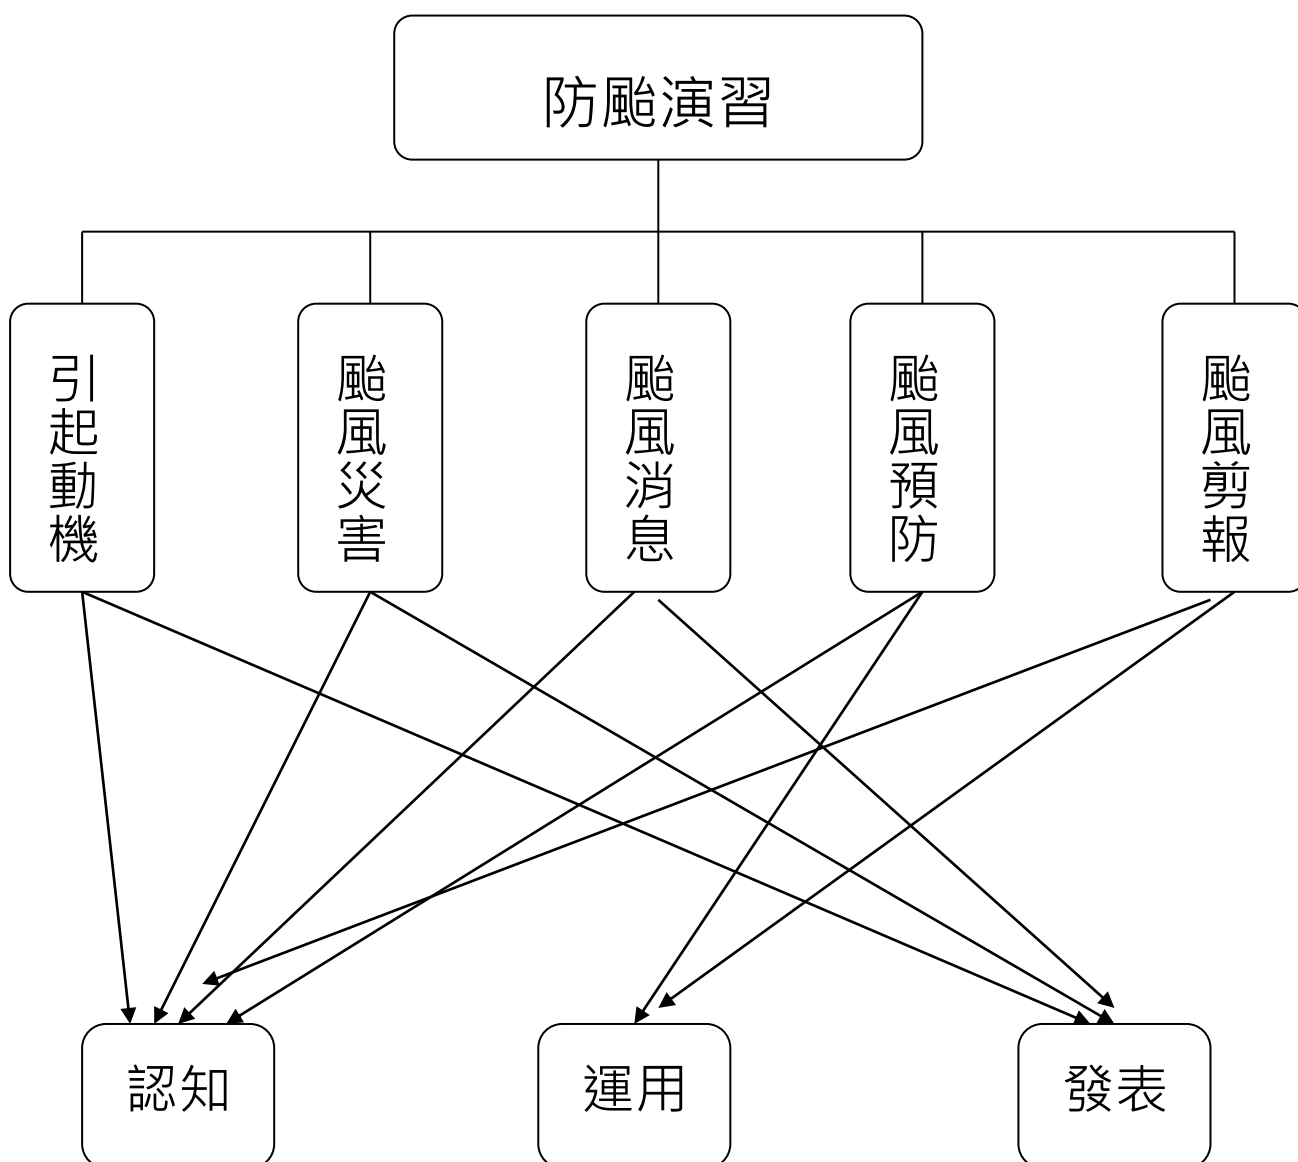 防颱演習
引起動機
颱風災害
颱風消息
颱風預防
颱風剪報
認知
運用
發表